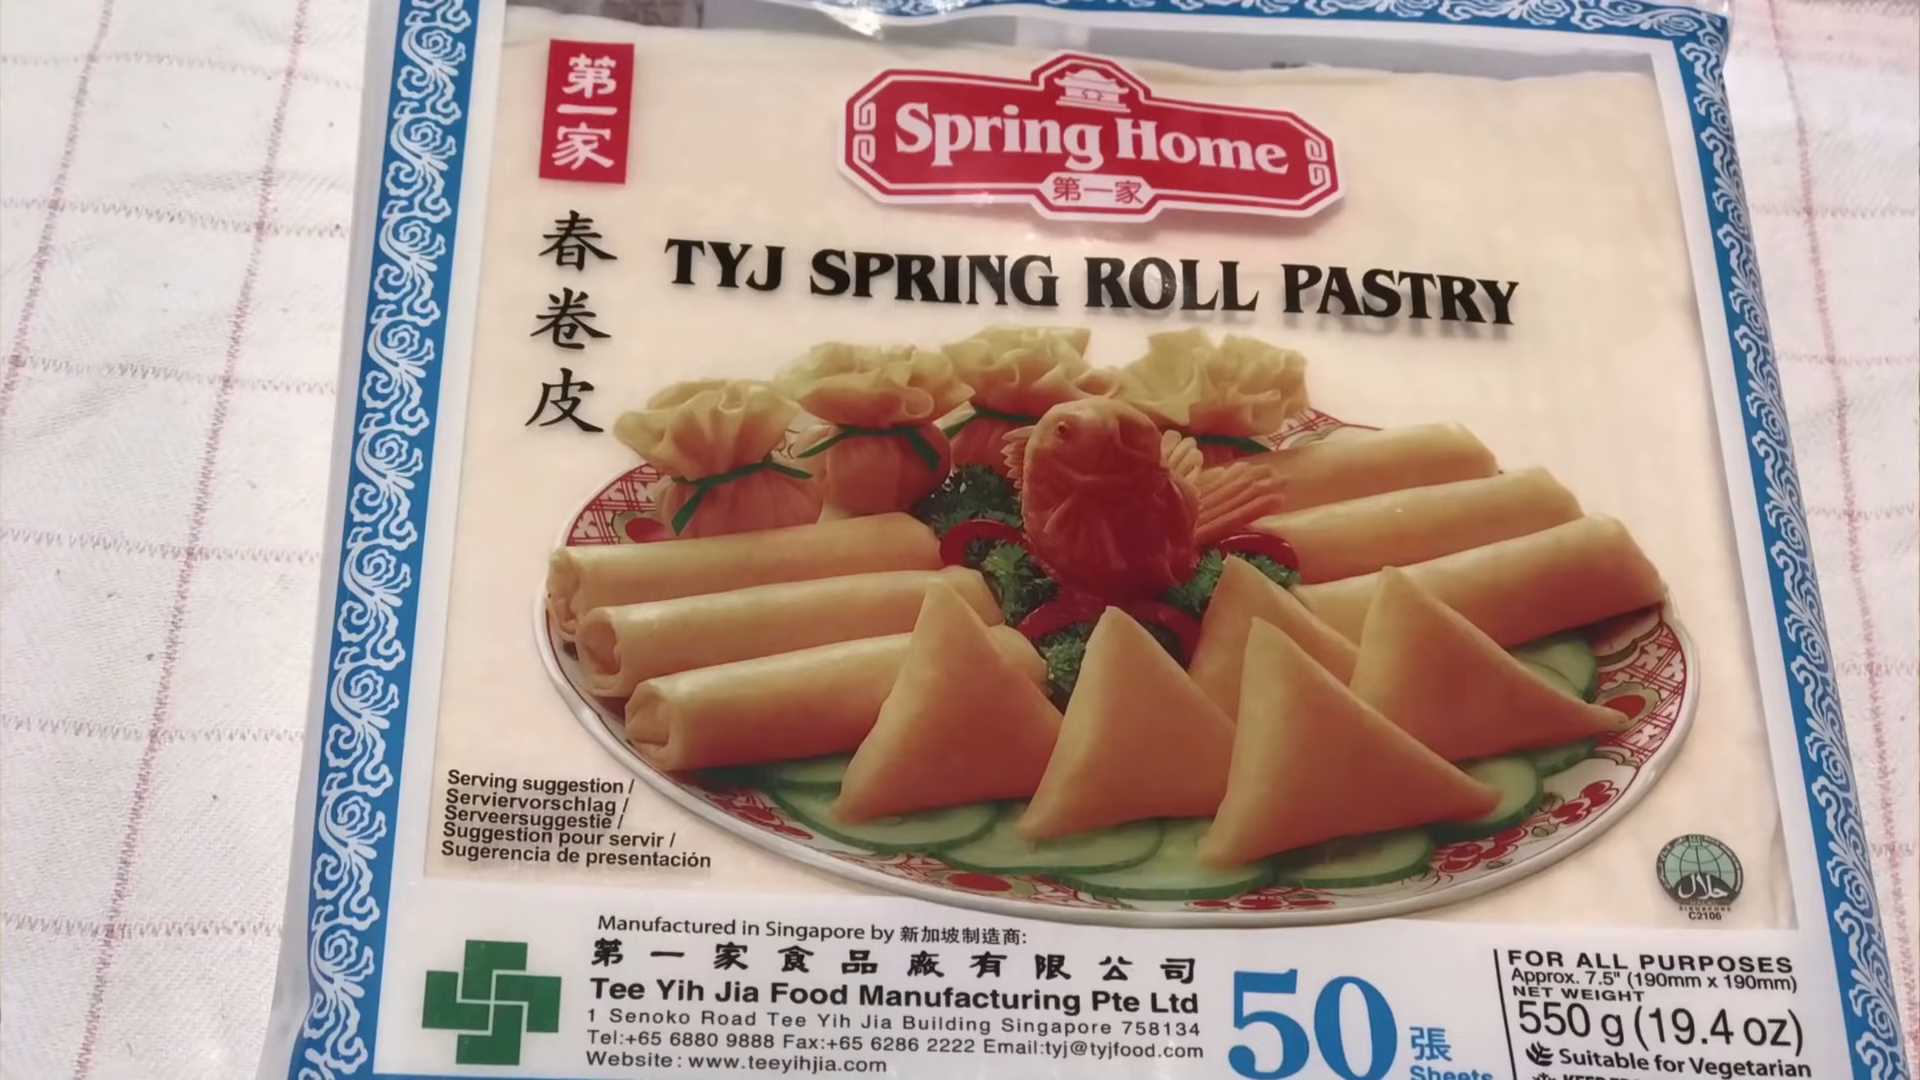 第一家
Spring Home
第一家
春卷皮
TYJ SPRING ROLL PASTRY
Serving suggestion /
Serviervorschlag /
Serveersuggestie /
Suggestion pour servir /
Sugerencia de presentación
C2106
Manufactured in Singapore by 新加坡制造商:
第一家食品廠有限公司
Tee Yih Jia Food Manufacturing Pte Ltd
1 Senoko Road Tee Yih Jia Building Singapore 758134
Tel:+65 6880 9888 Fax:+65 6286 2222 Email:tyj@tyjfood.com
Website: www.teeyihjia.com
50 張
Sheets
FOR ALL PURPOSES
Approx. 7.5" (190mm x 190mm)
NET WEIGHT
550 g (19.4 oz)
Suitable for Vegetarian